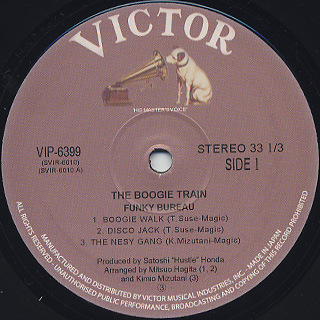 VICTOR
"HIS MASTER'S VOICE"
VIP-6399
(SVIR-6010)
(SVIR-6010 A)
STEREO 33 1/3
SIDE 1
THE BOOGIE TRAIN
FUNKY BUREAU
1 BOOGIE WALK (T.Suse-Magic)
2. DISCO JACK (T.Suse-Magic)
3. THE NESY GANG (K.Mizutani-Magic)
Produced by Satoshi "Hustle" Honda
Arranged by Mitsuo Hagita (1, 2)
and Kimio Mizutani (3)
MANUFACTURED AND DISTRIBUTED BY VICTOR MUSICAL INDUSTRIES, INC. - MADE IN JAPAN
- UNAUTHORISED PUBLIC PERFORMANCE, BROADCASTING AND COPYING OF THIS RECORD PROHIBITED -